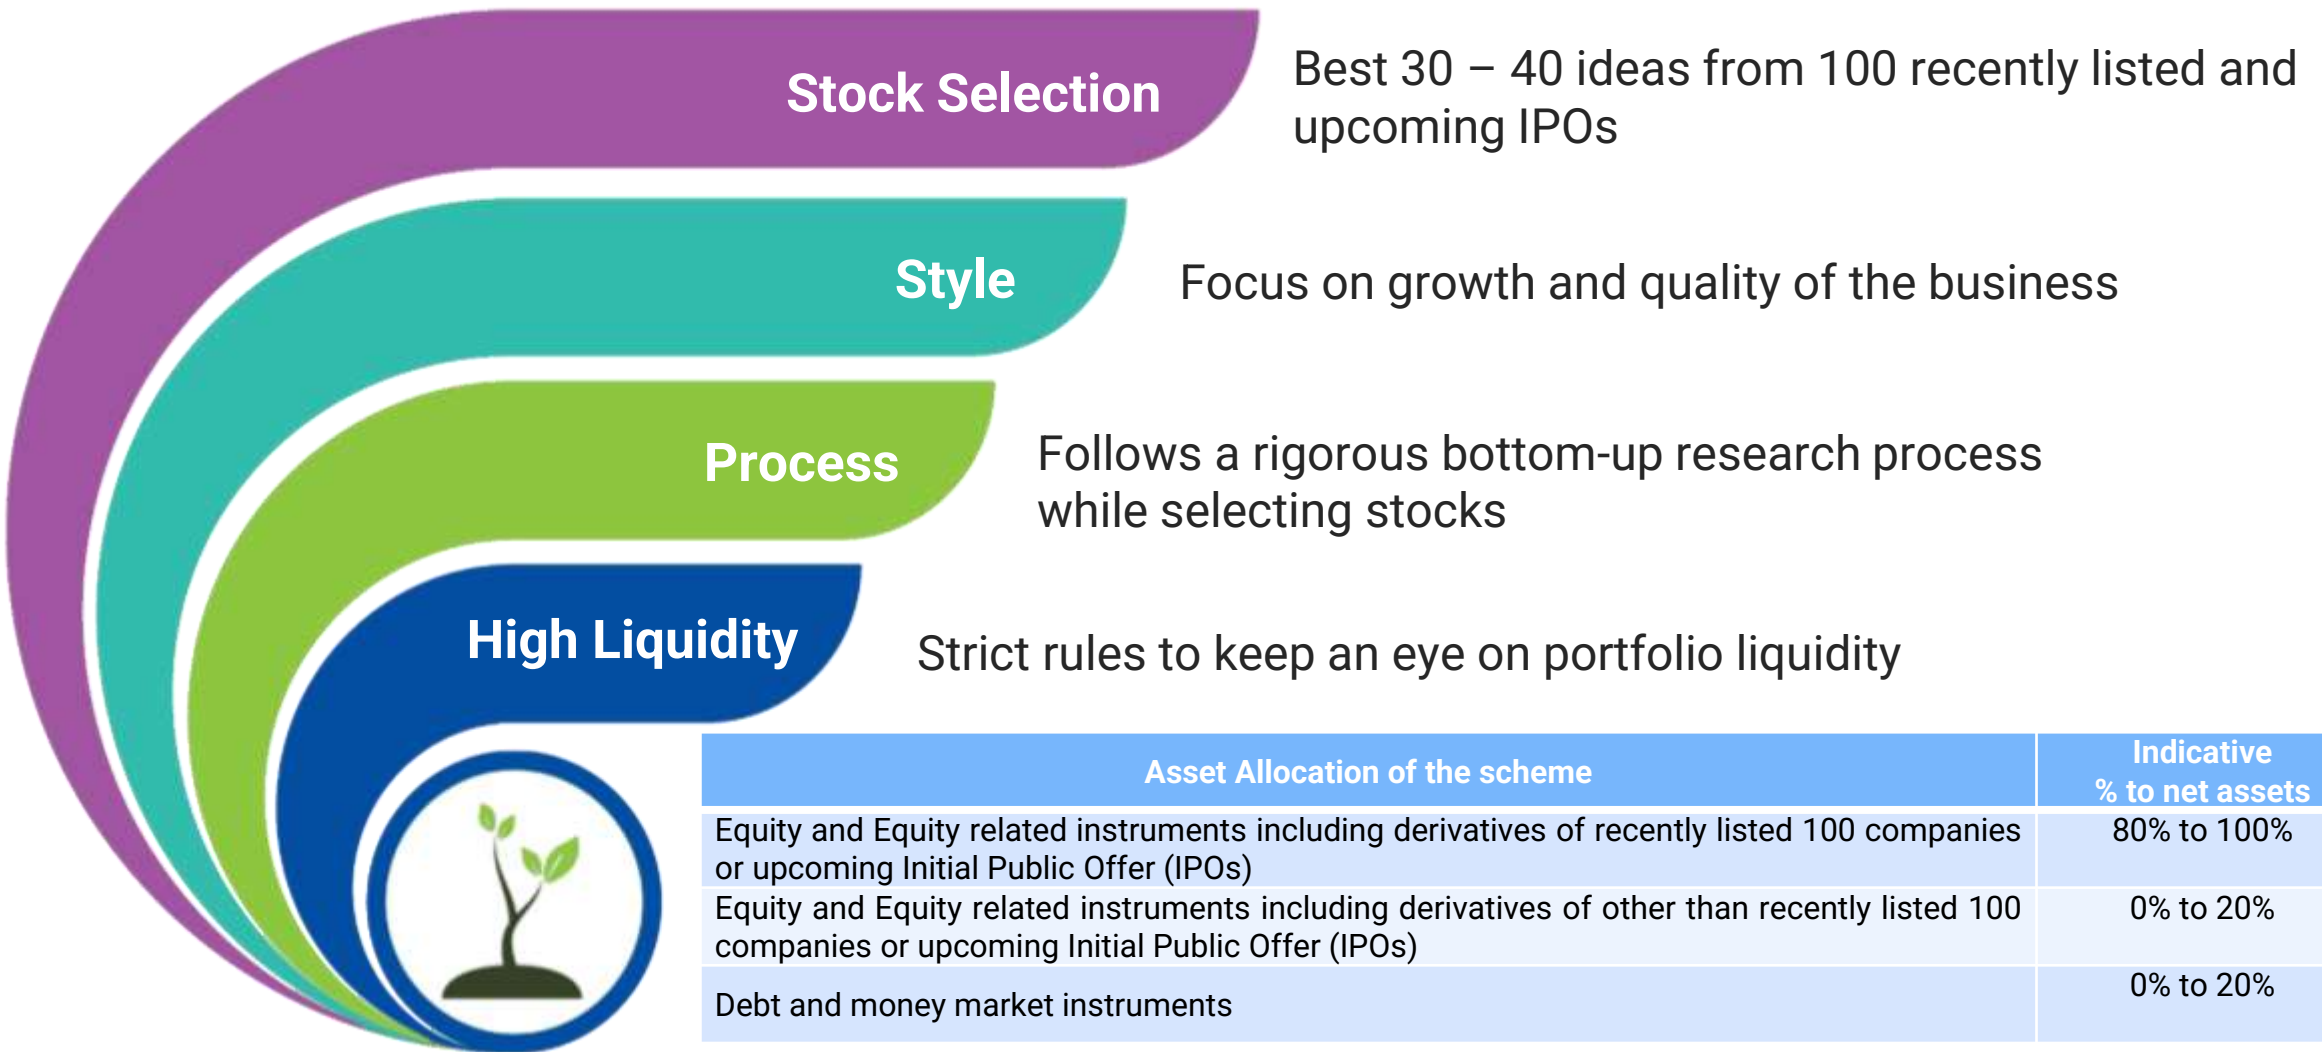 Stock Selection
Best 30 – 40 ideas from 100 recently listed and
upcoming IPOs
Style
Focus on growth and quality of the business
Process
Follows a rigorous bottom-up research process
while selecting stocks
High Liquidity
Strict rules to keep an eye on portfolio liquidity
Asset Allocation of the scheme
Indicative
% to net assets
Equity and Equity related instruments including derivatives of recently listed 100 companies
or upcoming Initial Public Offer (IPOs)
80% to 100%
Equity and Equity related instruments including derivatives of other than recently listed 100
companies or upcoming Initial Public Offer (IPOs)
0% to 20%
Debt and money market instruments
0% to 20%